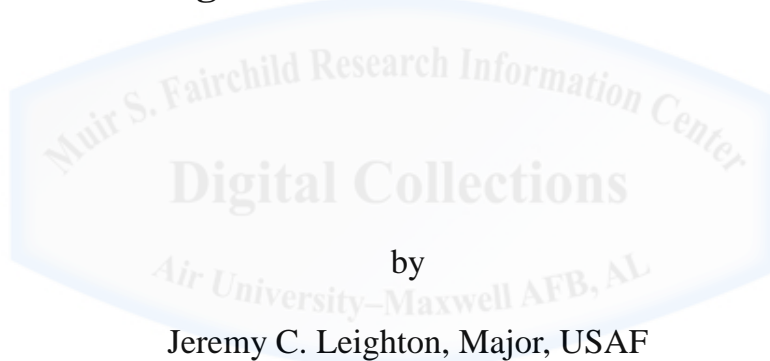 Muir S. Fairchild Research Information Center
Digital Collections
by
Air University–Maxwell AFB, AL
Jeremy C. Leighton, Major, USAF